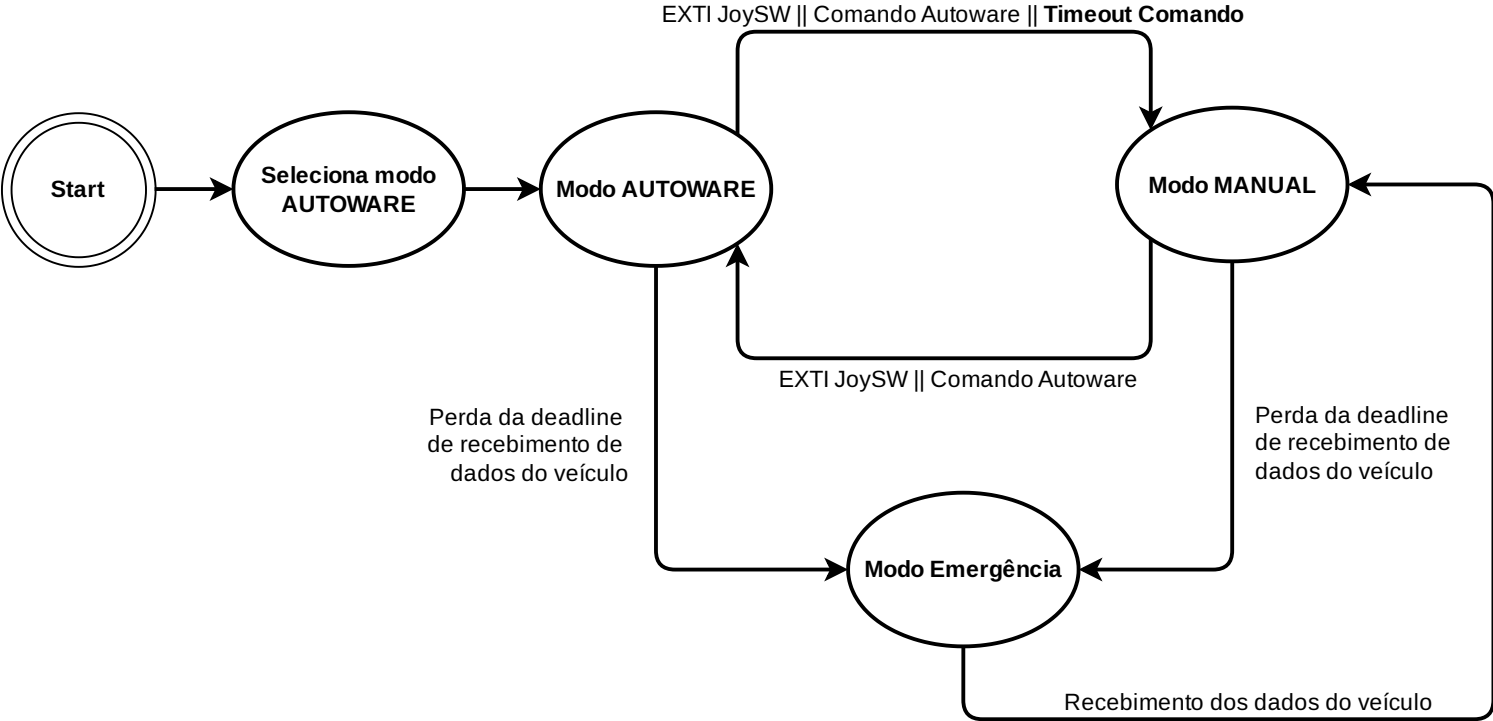 EXTI JoySW || Comando Autoware || Timeout Comando
Start
Seleciona modo
AUTOWARE
Modo AUTOWARE
Modo MANUAL
EXTI JoySW || Comando Autoware
Perda da deadline
de recebimento de
dados do veículo
Perda da deadline
de recebimento de
dados do veículo
Modo Emergência
Recebimento dos dados do veículo